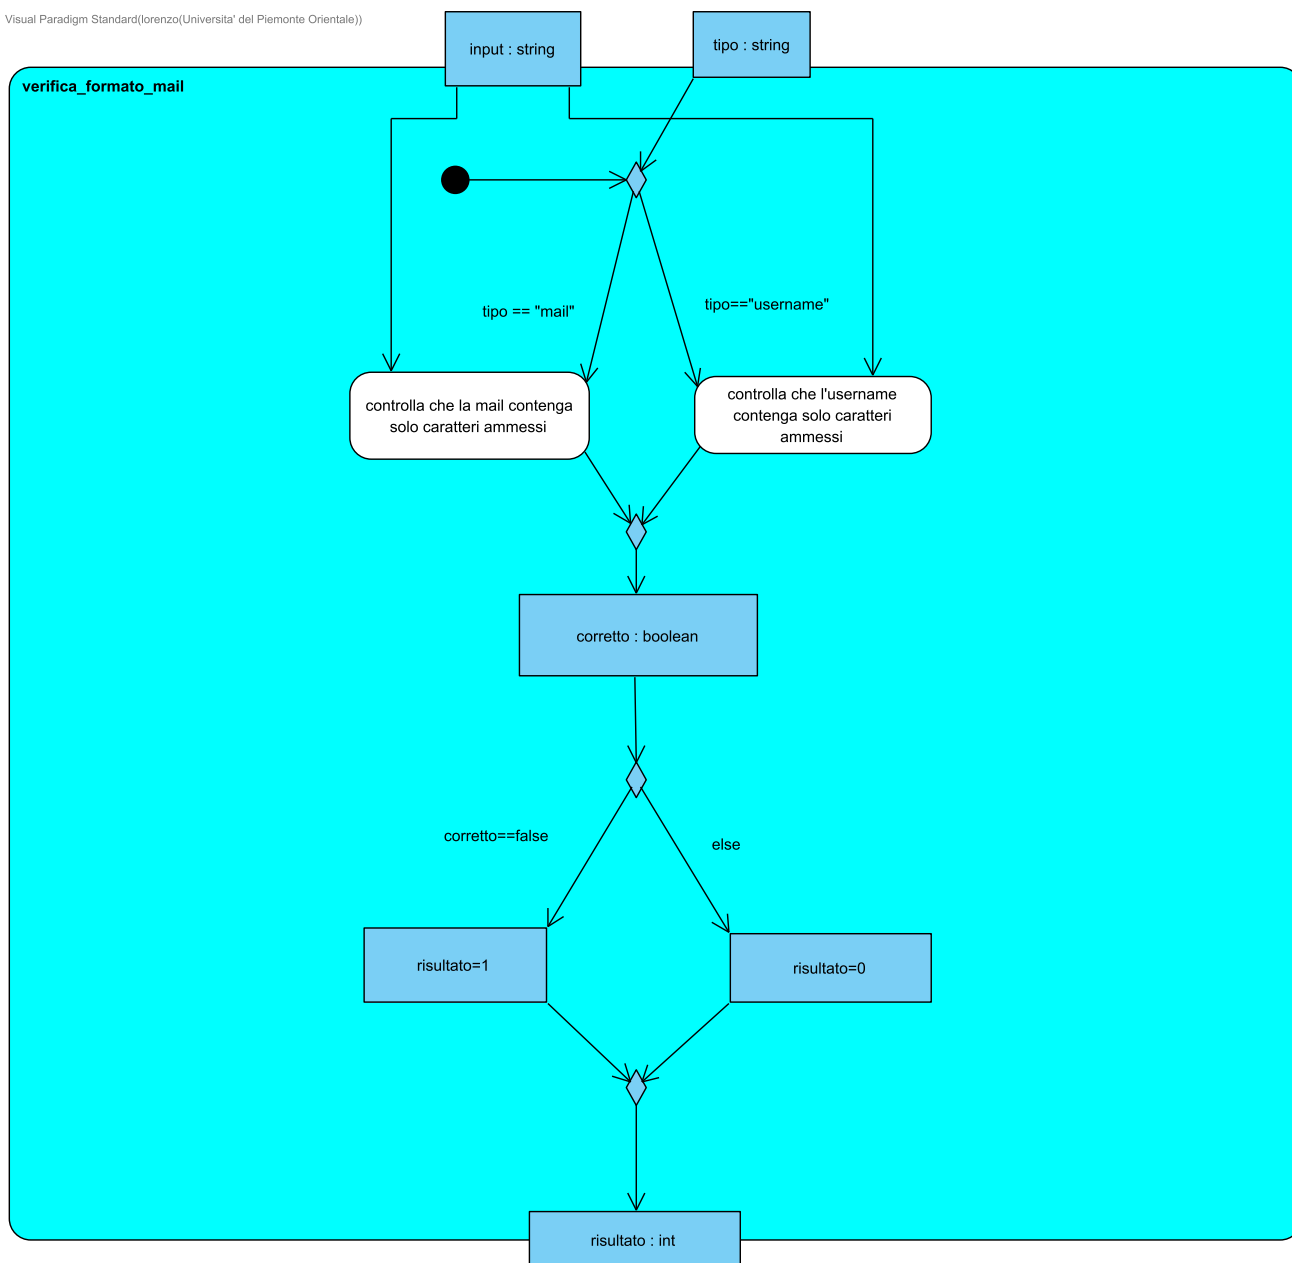 Visual Paradigm Standard(lorenzo(Universita' del Piemonte Orientale))
input : string
tipo : string
verifica_formato_mail
tipo == "mail"
tipo=="username"
controlla che la mail contenga
solo caratteri ammessi
controlla che l'username
contenga solo caratteri
ammessi
corretto : boolean
corretto==false
else
risultato=1
risultato=0
risultato : int